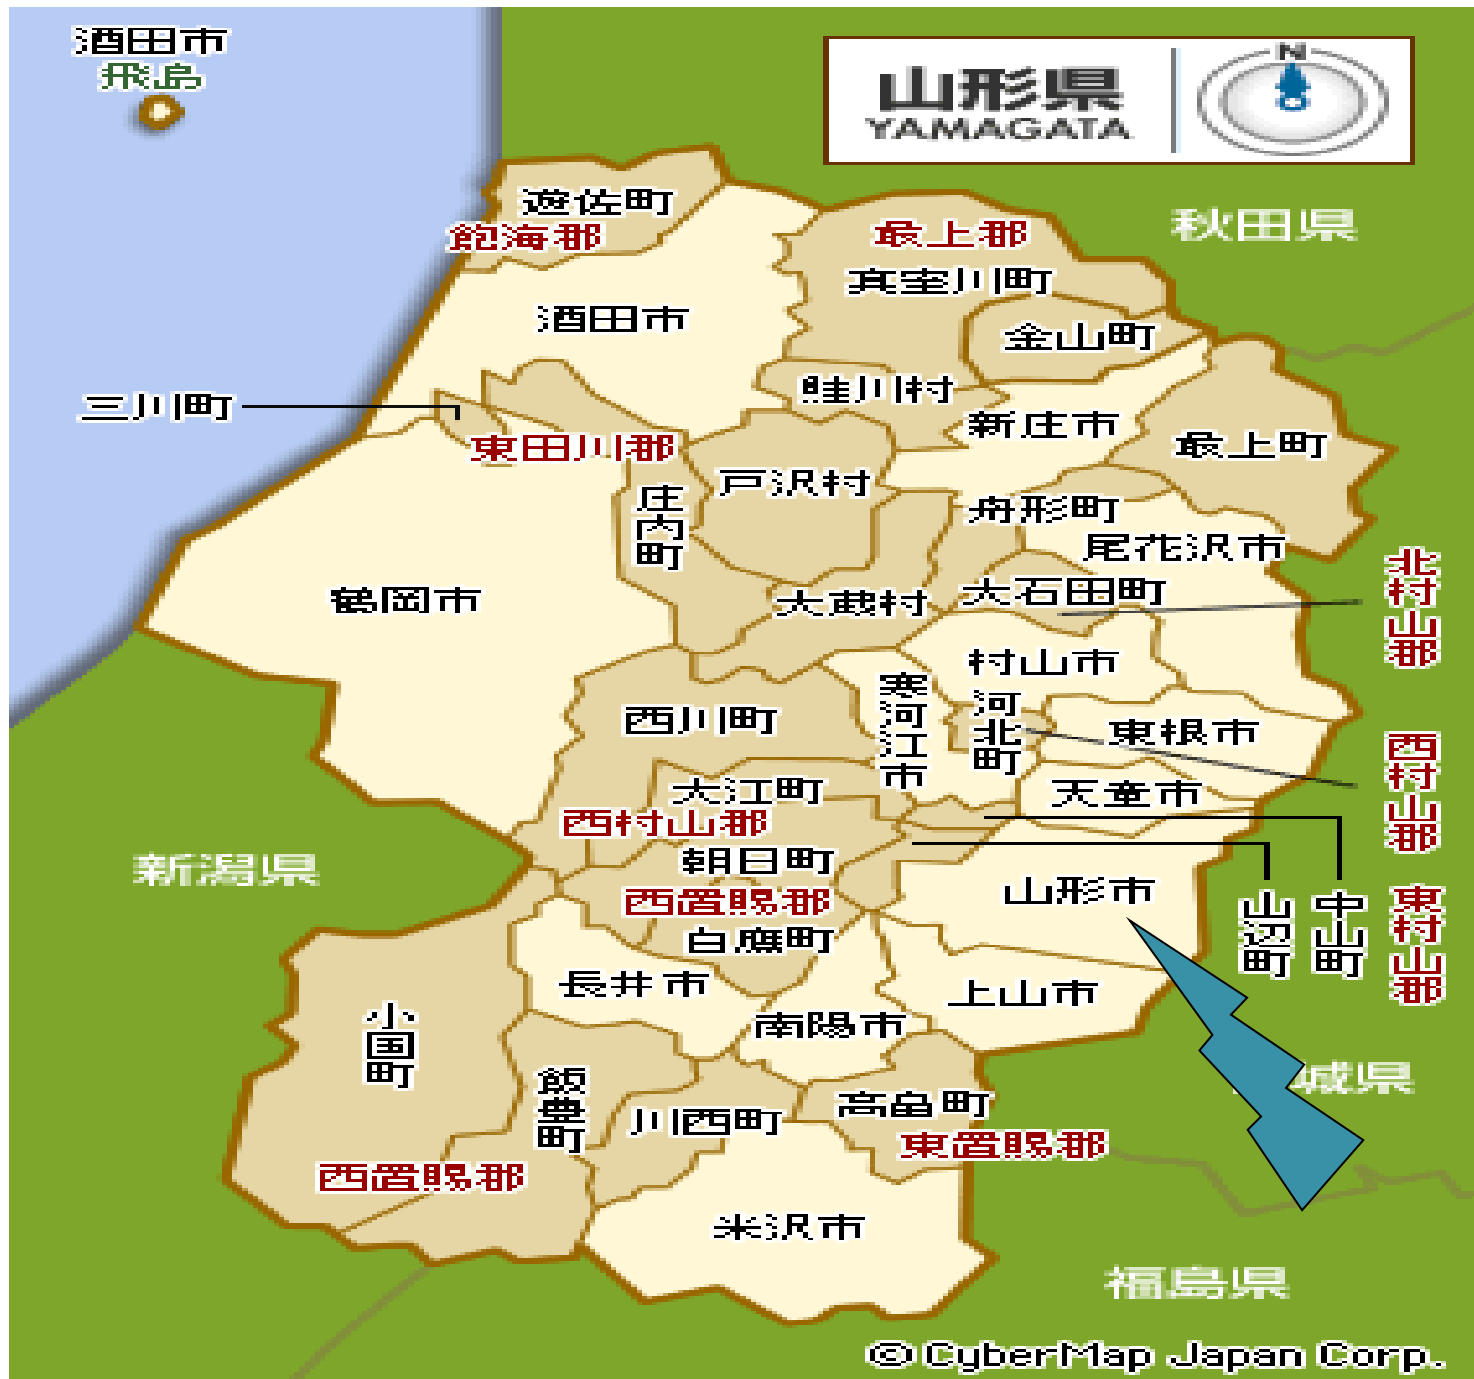 酒田市
飛島
山形県
YAMAGATA
N
秋田県
遊佐町
飽海郡
最上郡
真室川町
酒田市
金山町
鮭川村
三川町
新庄市
東田川郡
最上町
戸沢村
庄内町
舟形町
尾花沢市
北村山郡
鶴岡市
大蔵村
大石田町
村山市
寒河江市
河北町
西川町
東根市
西村山郡
大江町
天童市
西村山郡
朝日町
山形市
西置賜郡
山辺町
中山町
東村山郡
白鷹町
新潟県
長井市
上山市
南陽市
小国町
飯豊町
城県
高畠町
川西町
東置賜郡
西置賜郡
米沢市
福島県
© CyberMap Japan Corp.